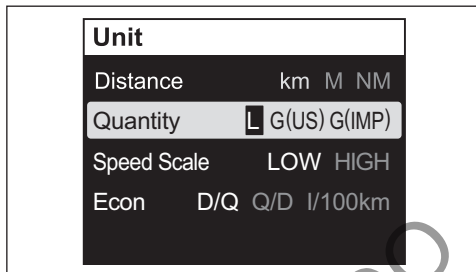 Unit
Distance km M NM
Quantity L G(US) G(IMP)
Speed Scale LOW HIGH
Econ D/Q Q/D l/100km